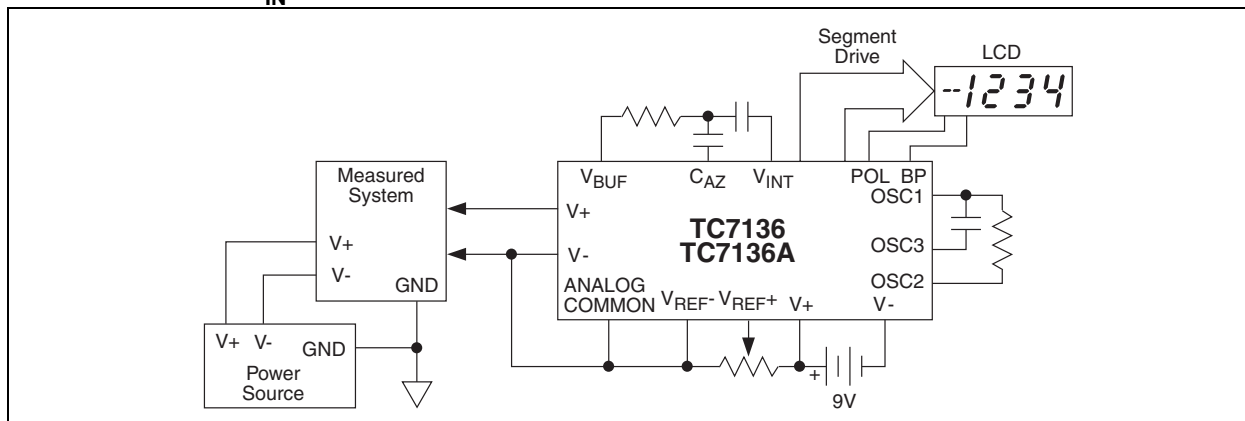 IN
Segment
Drive
LCD
--1234
Measured
System
V+
V-
GND
V+ V- GND
Power
Source
VBUF
CAZ
VINT
POL BP
OSC1
OSC3
OSC2
V+
V-
TC7136
TC7136A
ANALOG
COMMON
VREF-
VREF+
V+
V-
+
9V